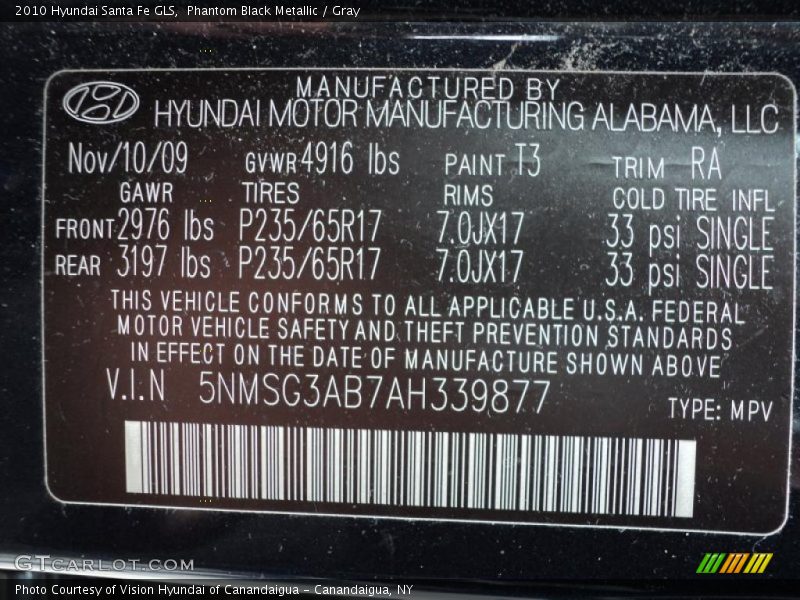 2010 Hyundai Santa Fe GLS,  Phantom Black Metallic / Gray
MANUFACTURED BY
HYUNDAI MOTOR MANUFACTURING ALABAMA, LLC
Nov/10/09 GVWR 4916 lbs PAINT T3 TRIM RA
GAWR TIRES RIMS COLD TIRE INFL
FRONT 2976 lbs P235/65R17 7.0JX17 33 psi SINGLE
REAR 3197 lbs P235/65R17 7.0JX17 33 psi SINGLE
THIS VEHICLE CONFORMS TO ALL APPLICABLE U.S.A. FEDERAL
MOTOR VEHICLE SAFETY AND THEFT PREVENTION STANDARDS
IN EFFECT ON THE DATE OF MANUFACTURE SHOWN ABOVE
V.I.N 5NMSG3AB7AH339877
TYPE: MPV
GTCARLOT.COM
Photo Courtesy of Vision Hyundai of Canandaigua - Canandaigua, NY